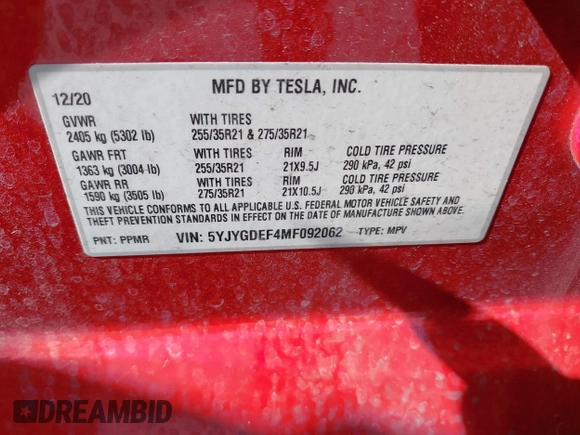 MFD BY TESLA, INC.
12/20
GVWR WITH TIRES
2405 kg (5302 lb) 255/35R21 & 275/35R21
GAWR FRT WITH TIRES RIM COLD TIRE PRESSURE
1363 kg (3004 lb) 255/35R21 21X9.5J 290 kPa, 42 psi
GAWR RR WITH TIRES RIM COLD TIRE PRESSURE
1590 kg (3505 lb) 275/35R21 21X10.5J 290 kPa, 42 psi
THIS VEHICLE CONFORMS TO ALL APPLICABLE U.S. FEDERAL MOTOR VEHICLE SAFETY AND
THEFT PREVENTION STANDARDS IN EFFECT ON THE DATE OF MANUFACTURE SHOWN ABOVE.
PNT: PPMR VIN: 5YJYGDEF4MF092062 TYPE: MPV
DREAMBID